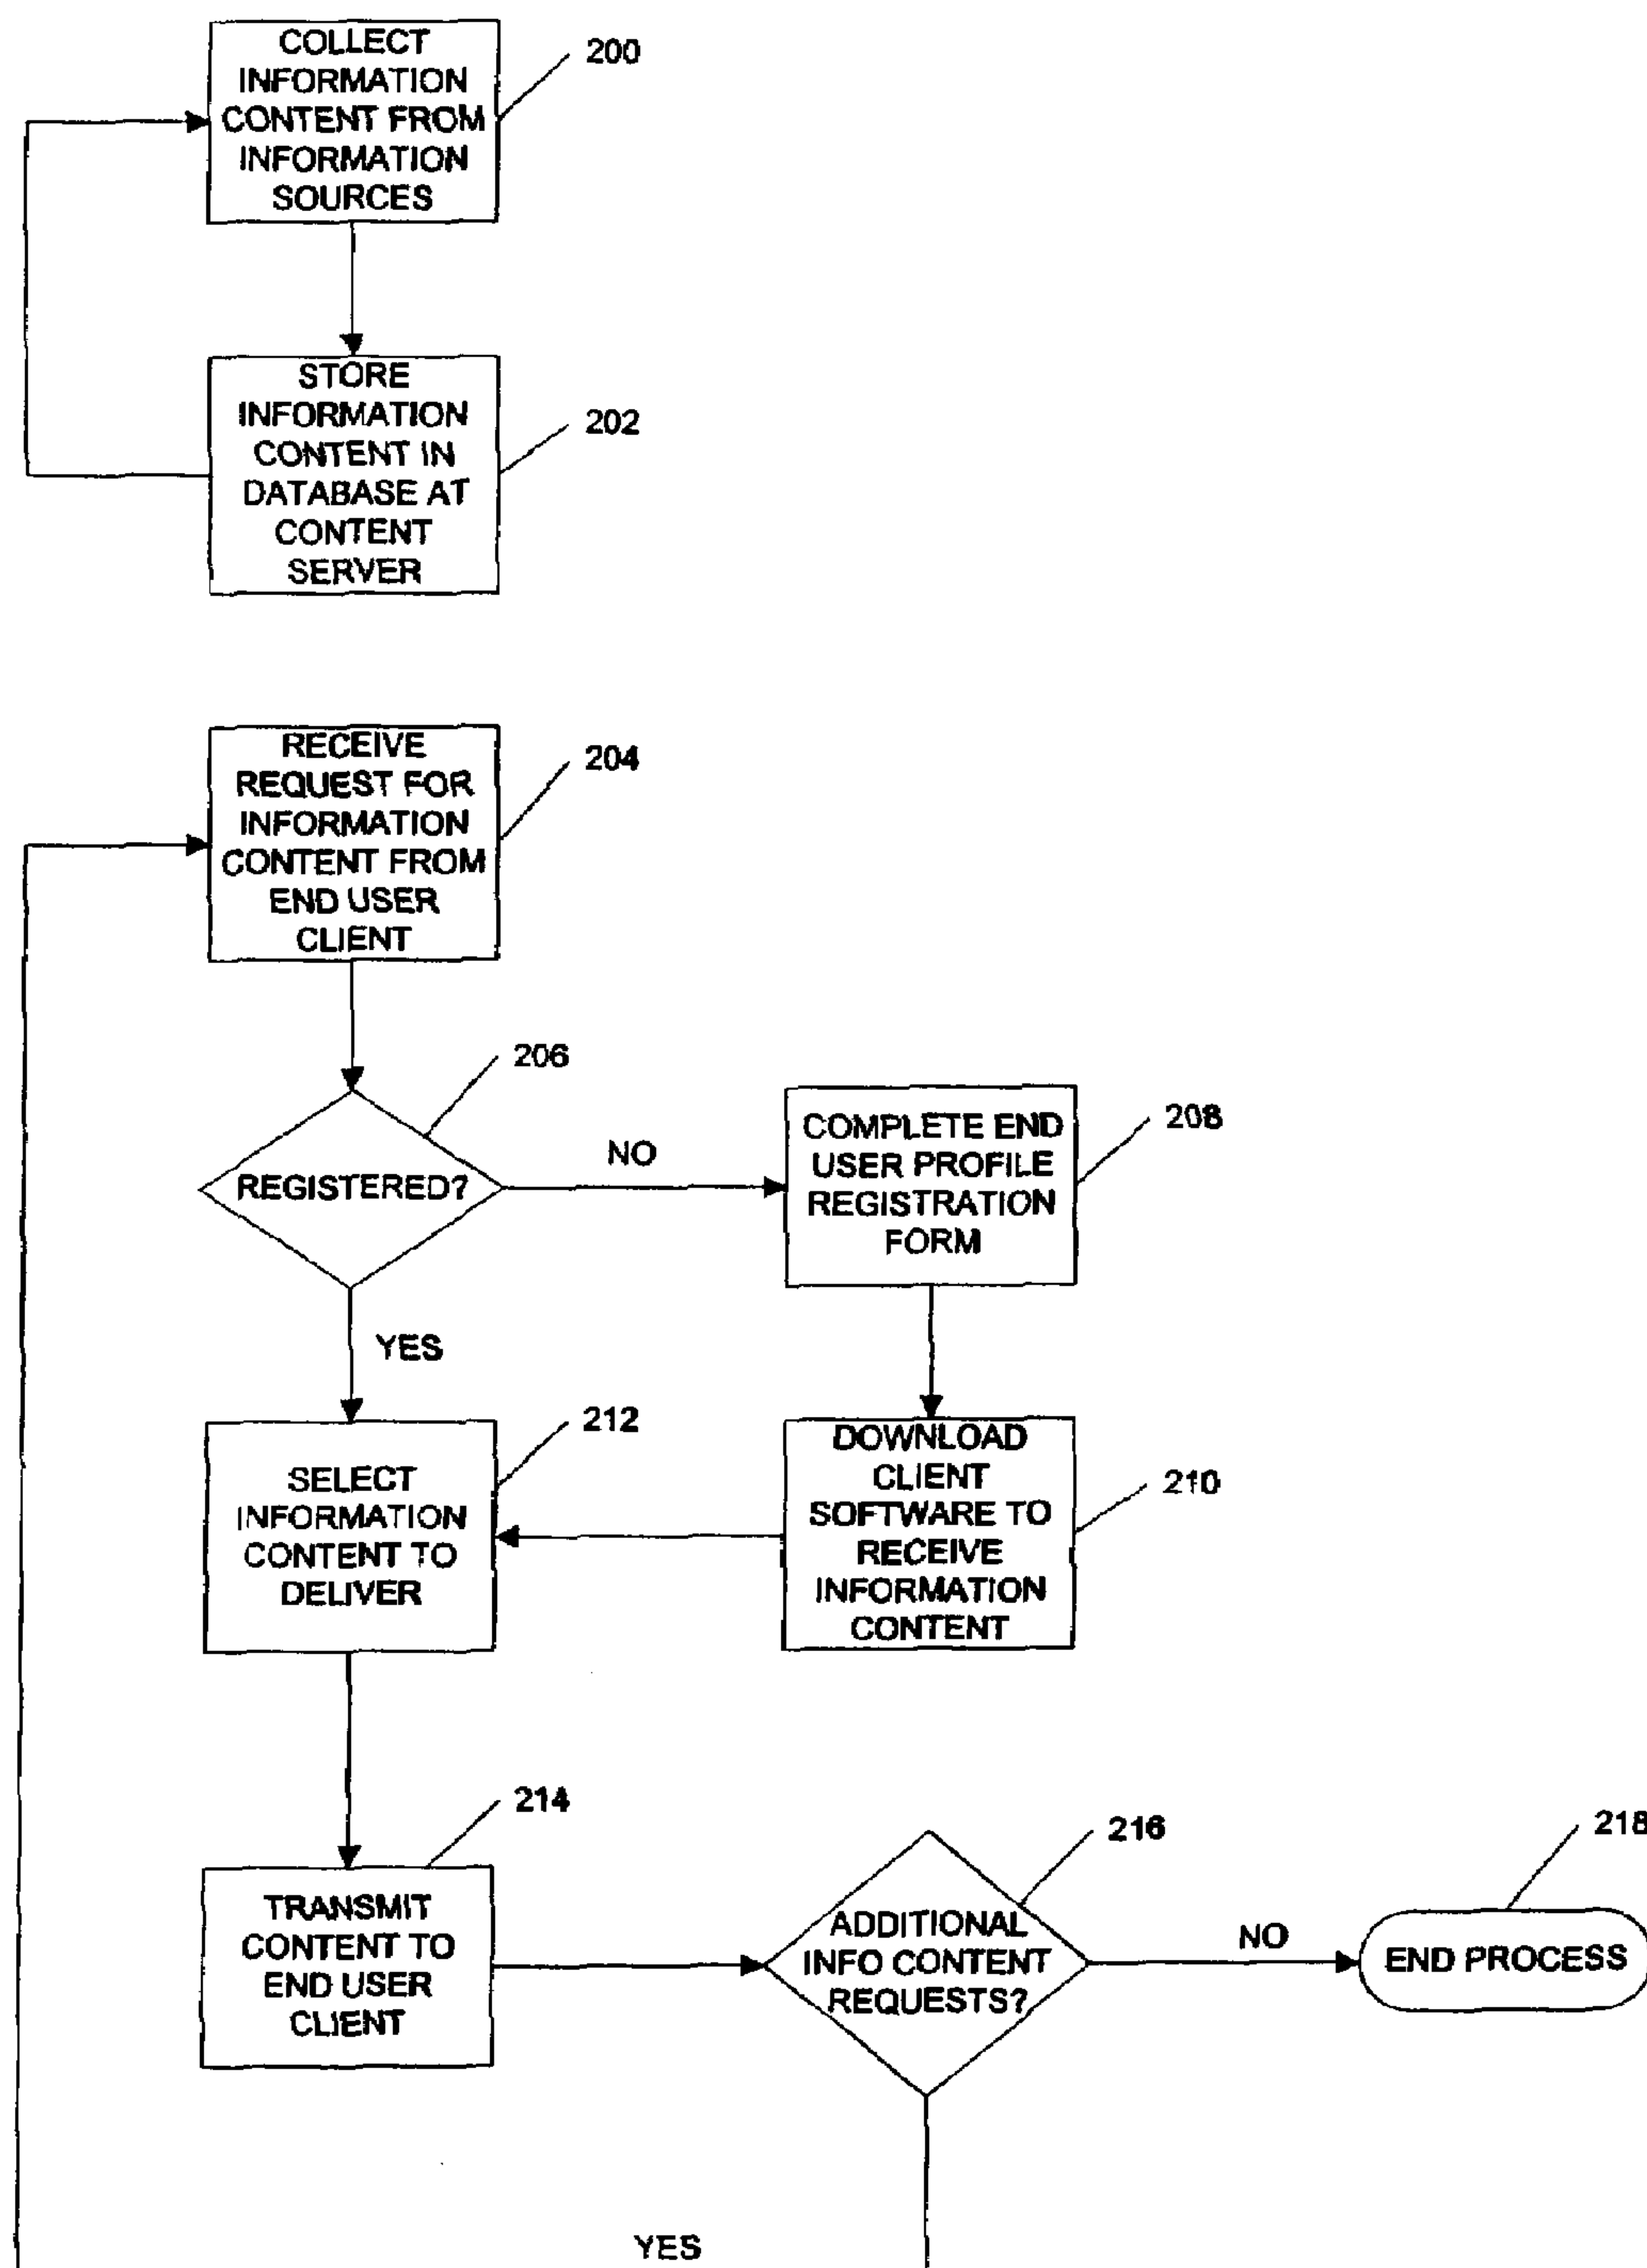 COLLECT
INFORMATION
CONTENT FROM
INFORMATION
SOURCES
200
STORE
INFORMATION
CONTENT IN
DATABASE AT
CONTENT
SERVER
202
RECEIVE
REQUEST FOR
INFORMATION
CONTENT FROM
END USER
CLIENT
204
206
REGISTERED?
NO
COMPLETE END
USER PROFILE
REGISTRATION
FORM
208
YES
SELECT
INFORMATION
CONTENT TO
DELIVER
212
DOWNLOAD
CLIENT
SOFTWARE TO
RECEIVE
INFORMATION
CONTENT
210
TRANSMIT
CONTENT TO
END USER
CLIENT
214
ADDITIONAL
INFO CONTENT
REQUESTS?
216
NO
END PROCESS
218
YES